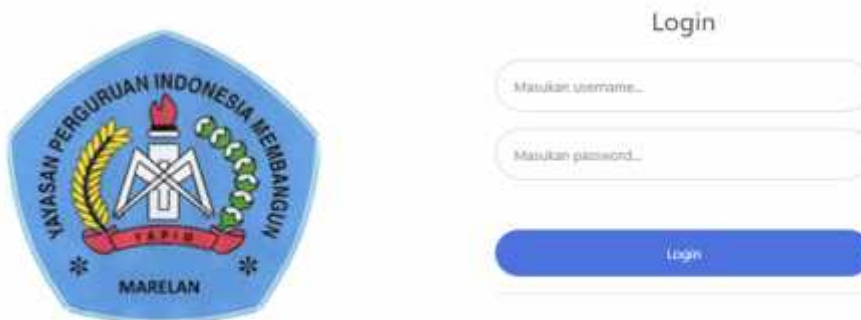 YAYASAN PERGURUAN INDONESIA MEMBANGUN
YAPIM
MARELAN
Login
Masukan username...
Masukan password...
Login